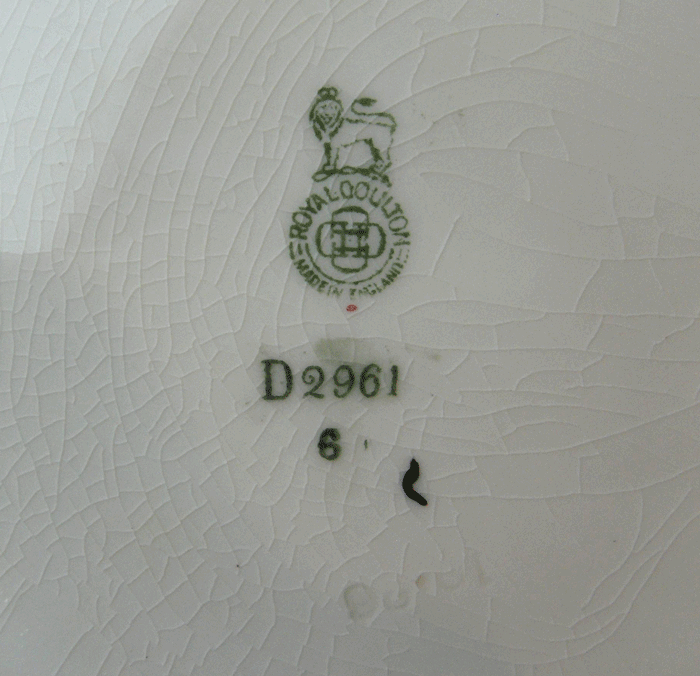 ROYAL DOULTON
MADE IN ENGLAND
D2961
6